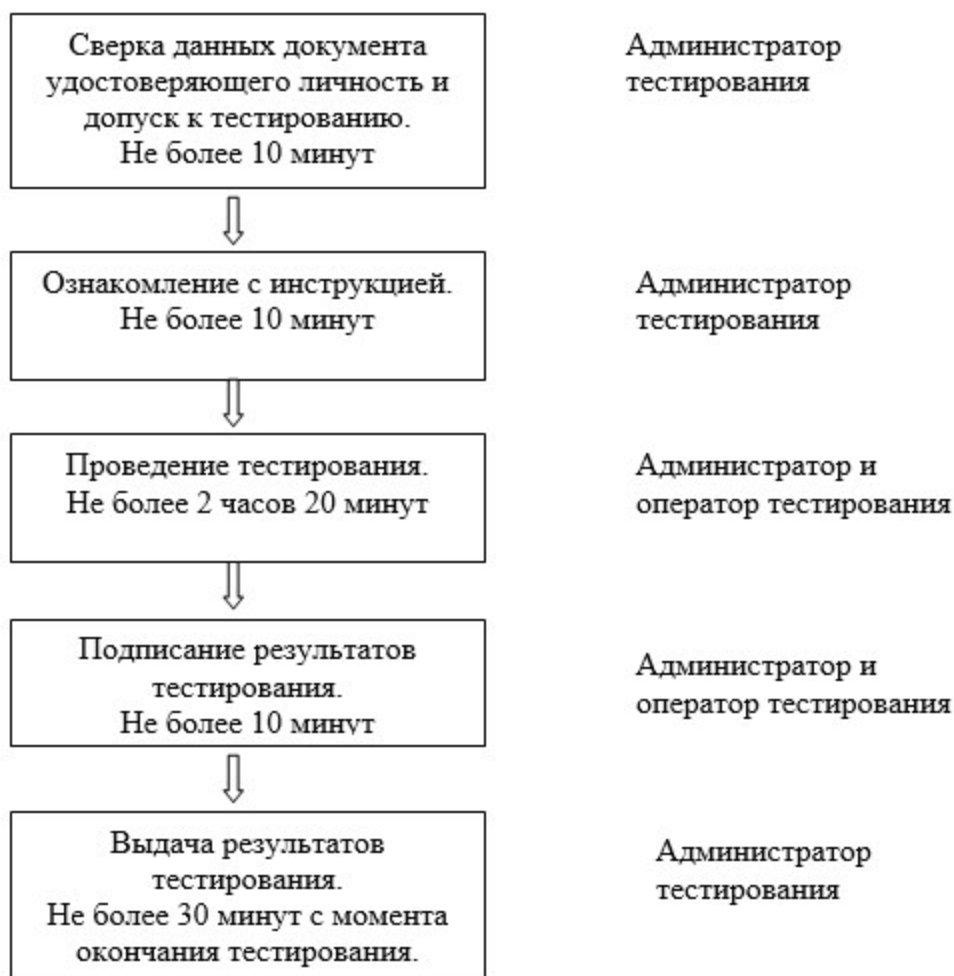 Сверка данных документа
удостоверяющего личность и
допуск к тестированию.
Не более 10 минут
Администратор
тестирования
Ознакомление с инструкцией.
Не более 10 минут
Администратор
тестирования
Проведение тестирования.
Не более 2 часов 20 минут
Администратор и
оператор тестирования
Подписание результатов
тестирования.
Не более 10 минут
Администратор и
оператор тестирования
Выдача результатов
тестирования.
Не более 30 минут с момента
окончания тестирования.
Администратор
тестирования